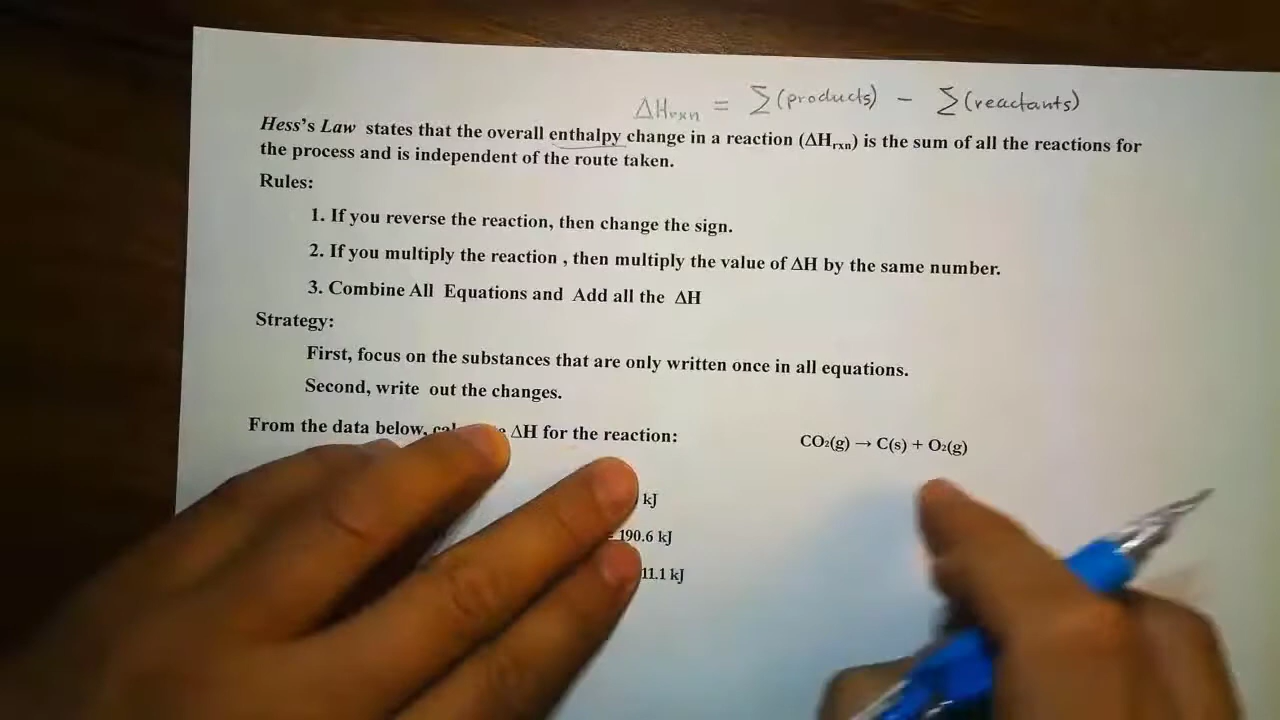 ΔHrxn = Σ(products) - Σ(reactants)
Hess's Law states that the overall enthalpy change in a reaction (ΔHrxn) is the sum of all the reactions for
the process and is independent of the route taken.
Rules:
1. If you reverse the reaction, then change the sign.
2. If you multiply the reaction , then multiply the value of ΔH by the same number.
3. Combine All Equations and Add all the ΔH
Strategy:
First, focus on the substances that are only written once in all equations.
Second, write out the changes.
From the data below, ΔH for the reaction: CO₂(g) → C(s) + O₂(g)
kJ
= 190.6 kJ
11.1 kJ